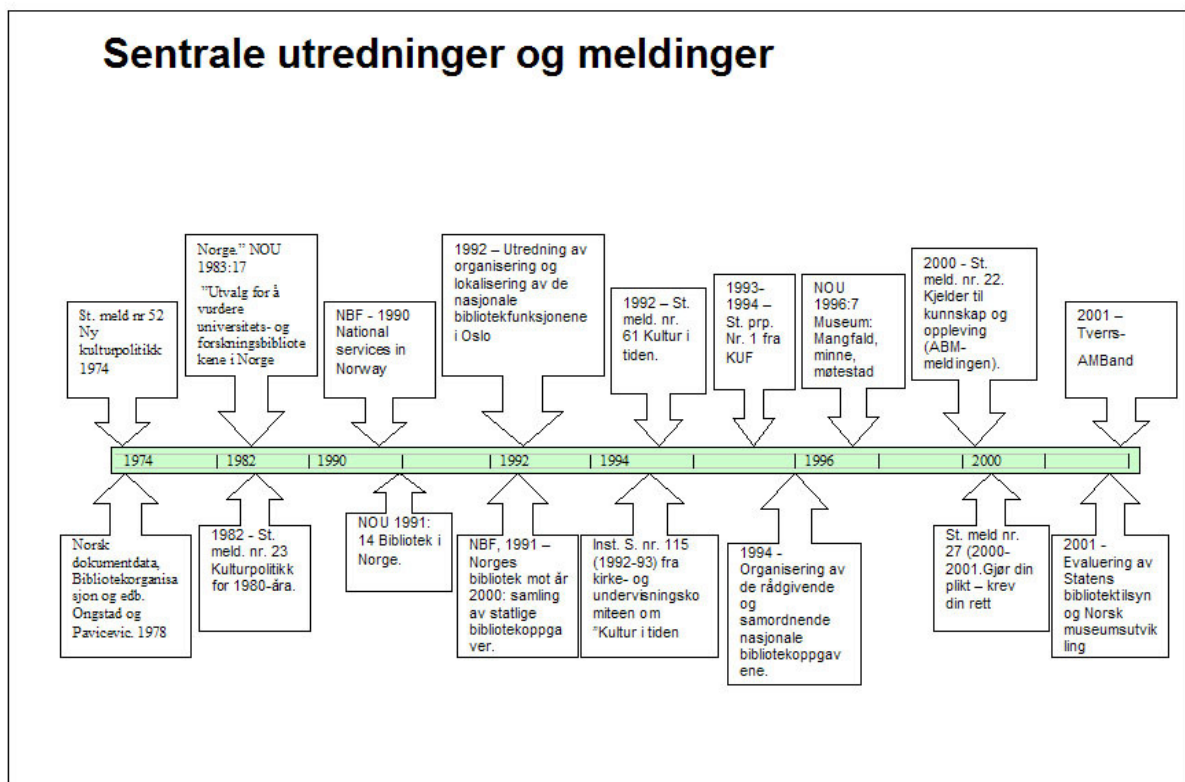 Sentrale utredninger og meldinger
St. meld nr 52
Ny
kulturpolitikk
1974
Norge.” NOU
1983:17
”Utvalg for å
vurdere
universitets- og
forskningsbibliote
kene i Norge
NBF - 1990
National
services in
Norway
1992 – Utredning av
organisering og
lokalisering av de
nasjonale
bibliotekfunksjonene
i Oslo
1992 – St.
meld. nr.
61 Kultur i
tiden.
1993-
1994 –
St. prp.
Nr. 1 fra
KUF
NOU
1996:7
Museum:
Mangfald,
minne,
møtestad
2000 - St.
meld. nr. 22.
Kjelder til
kunnskap og
oppleving
(ABM-
meldingen).
2001 –
Tverrs-
AMBand
1974 1982 1990 1992 1994 1996 2000
Norsk
dokumentdata,
Bibliotekorganisa
sjon og edb.
Ongstad og
Pavicevic. 1978
1982 - St.
meld. nr. 23
Kulturpolitikk
for 1980-åra.
NOU 1991:
14 Bibliotek i
Norge.
NBF, 1991 –
Norges
bibliotek mot år
2000: samling
av statlige
bibliotekoppga
ver.
Inst. S. nr. 115
(1992-93) fra
kirke- og
undervisningsko
miteen om
”Kultur i tiden
1994 -
Organisering av
de rådgivende
og
samordnende
nasjonale
bibliotekoppgav
ene.
St. meld nr.
27 (2000-
2001.Gjør din
plikt – krev
din rett
2001 -
Evaluering av
Statens
bibliotektilsyn
og Norsk
museumsutvik
ling